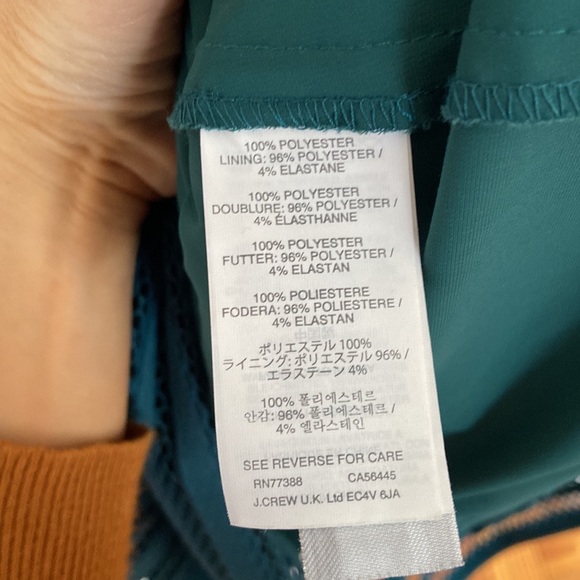 100% POLYESTER
LINING: 96% POLYESTER /
4% ELASTANE
100% POLYESTER
DOUBLURE: 96% POLYESTER /
4% ÉLASTHANNE
100% POLYESTER
FUTTER: 96% POLYESTER /
4% ELASTAN
100% POLIESTERE
FODERA: 96% POLIESTERE /
4% ELASTAN
ポリエステル 100%
ライニング: ポリエステル 96% /
エラステーン 4%
100% 폴리에스테르
안감: 96% 폴리에스테르 /
4% 엘라스테인
SEE REVERSE FOR CARE
RN77388 CA56445
J.CREW U.K. Ltd EC4V 6JA